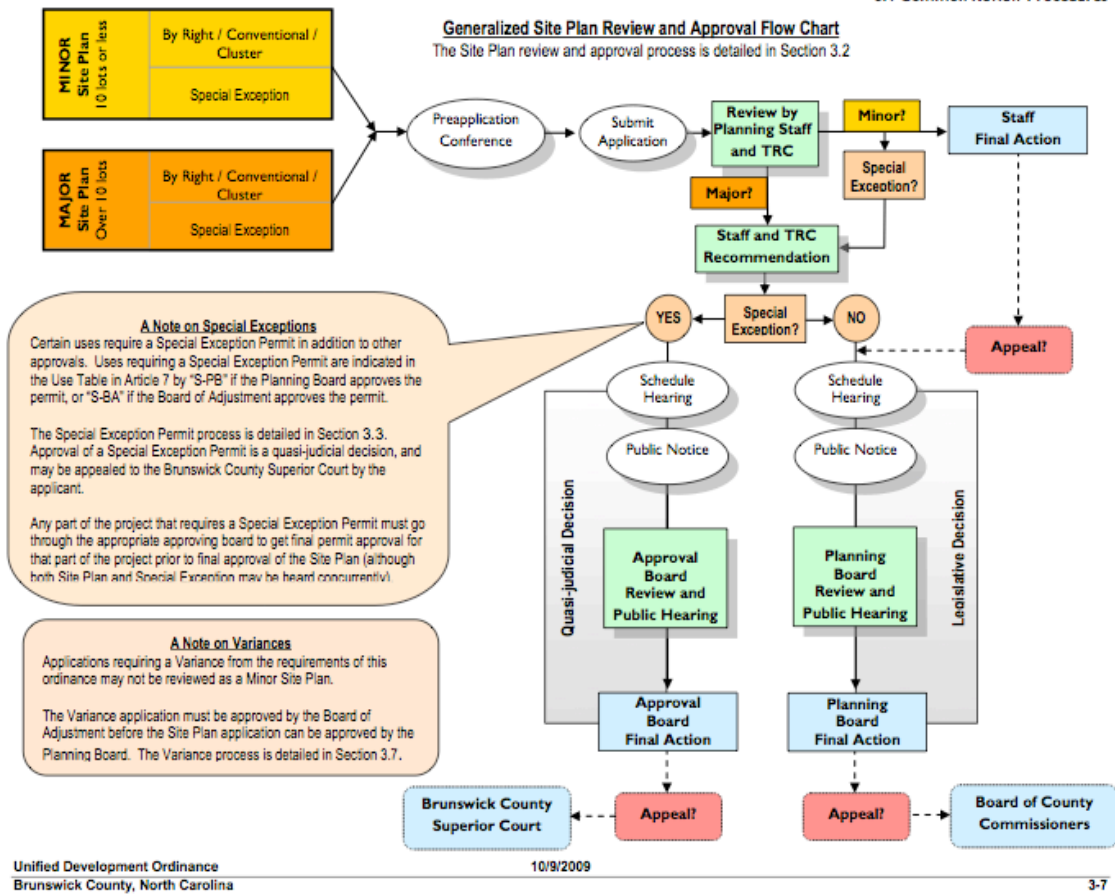 Generalized Site Plan Review and Approval Flow Chart
The Site Plan review and approval process is detailed in Section 3.2
MINOR
Site Plan
10 lots or less
By Right / Conventional /
Cluster
Special Exception
MAJOR
Site Plan
Over 10 lots
By Right / Conventional /
Cluster
Special Exception
Preapplication
Conference
Submit
Application
Review by
Planning Staff
and TRC
Minor?
Staff
Final Action
Special
Exception?
Major?
Staff and TRC
Recommendation
YES
Special
Exception?
NO
Appeal?
A Note on Special Exceptions
Certain uses require a Special Exception Permit in addition to other
approvals. Uses requiring a Special Exception Permit are indicated
in the Use Table in Article 7 by “S-PB” if the Planning Board approves the
permit, or “S-BA” if the Board of Adjustment approves the permit.
The Special Exception Permit process is detailed in Section 3.3.
Approval of a Special Exception Permit is a quasi-judicial decision, and
may be appealed to the Brunswick County Superior Court by the
applicant.
Any part of the project that requires a Special Exception Permit must go
through the appropriate approving board to get final permit approval for
that part of the project prior to final approval of the Site Plan (although
both Site Plan and Special Exception may be heard concurrently).
Schedule
Hearing
Schedule
Hearing
Public Notice
Public Notice
Quasi-judicial Decision
Approval
Board
Review and
Public Hearing
Planning
Board
Review and
Public Hearing
Legislative Decision
A Note on Variances
Applications requiring a Variance from the requirements of this
ordinance may not be reviewed as a Minor Site Plan.
The Variance application must be approved by the Board of
Adjustment before the Site Plan application can be approved by the
Planning Board. The Variance process is detailed in Section 3.7.
Approval
Board
Final Action
Planning
Board
Final Action
Brunswick County
Superior Court
Appeal?
Appeal?
Board of County
Commissioners
Unified Development Ordinance
10/9/2009
Brunswick County, North Carolina
3-7